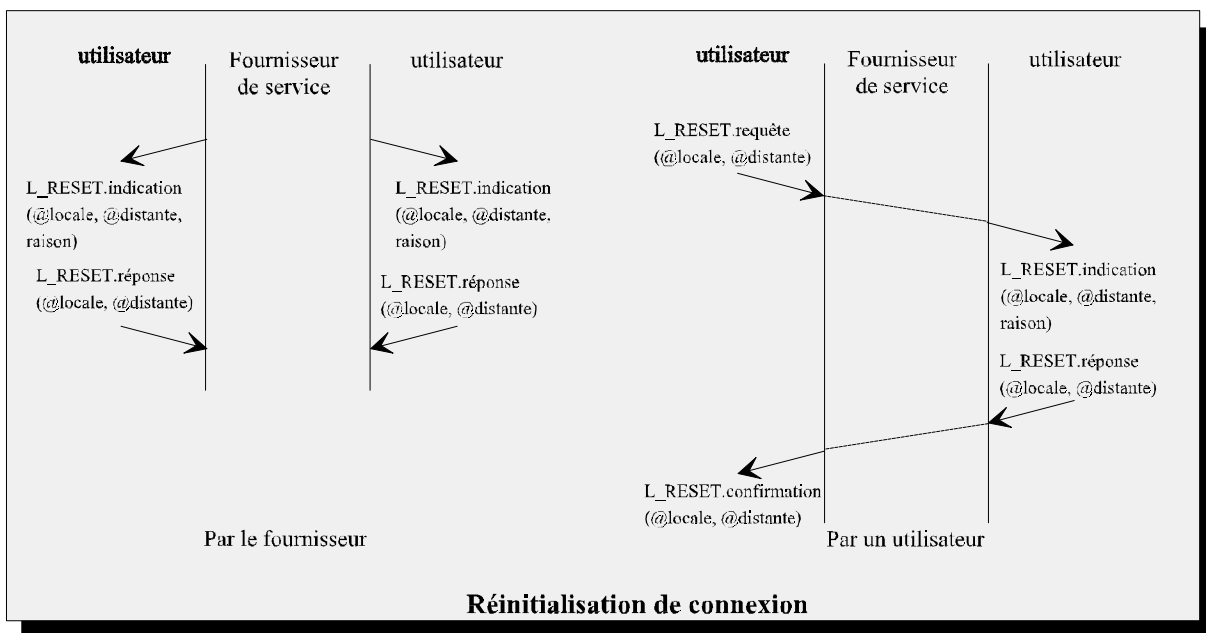 utilisateur
Fournisseur
de service
utilisateur
L_RESET.indication
(@locale, @distante,
raison)
L_RESET.indication
(@locale, @distante,
raison)
L_RESET.réponse
(@locale, @distante)
L_RESET.réponse
(@locale, @distante)
Par le fournisseur
utilisateur
Fournisseur
de service
utilisateur
L_RESET.requête
(@locale, @distante)
L_RESET.indication
(@locale, @distante,
raison)
L_RESET.réponse
(@locale, @distante)
L_RESET.confirmation
(@locale, @distante)
Par un utilisateur
Réinitialisation de connexion